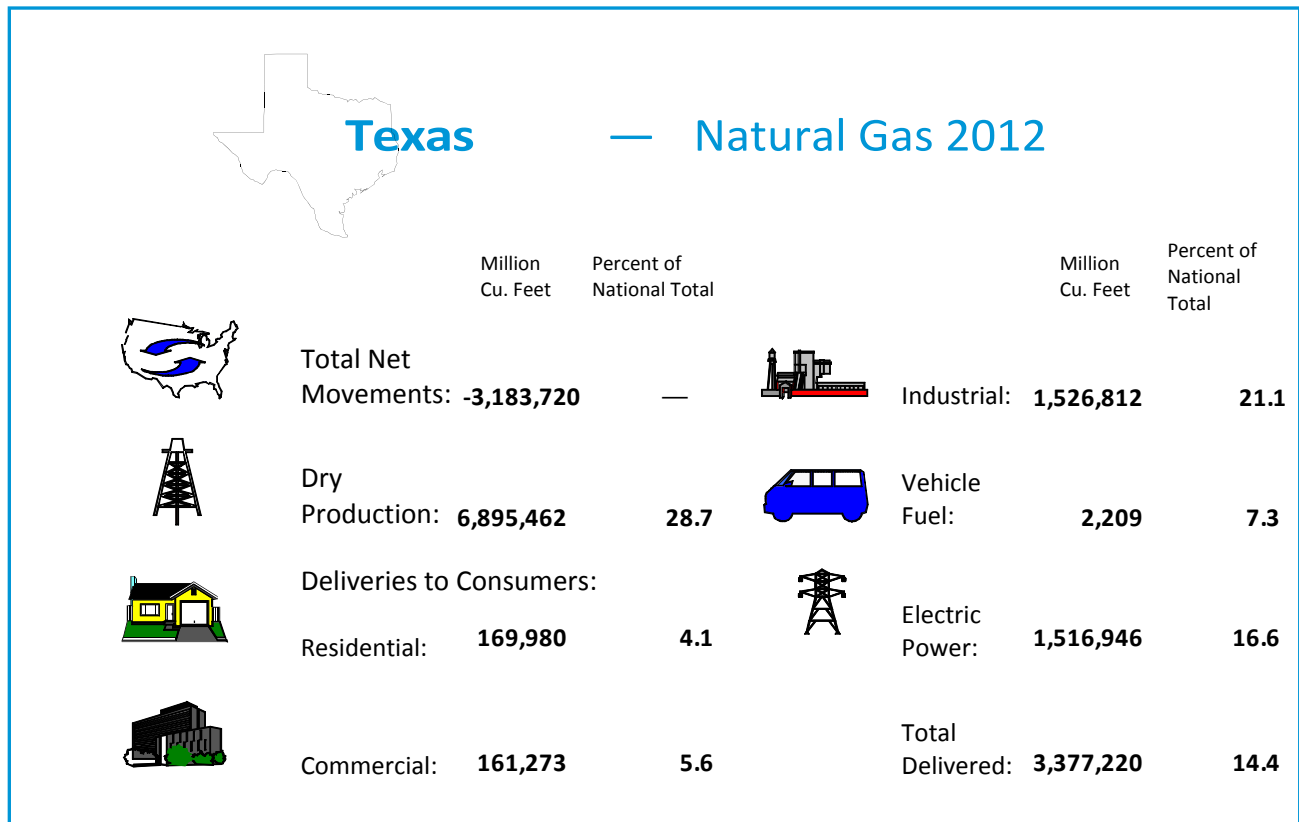 Texas — Natural Gas 2012
Million Percent of
Cu. Feet National Total
Total Net
Movements: -3,183,720 —
Dry
Production: 6,895,462 28.7
Deliveries to Consumers:
Residential: 169,980 4.1
Commercial: 161,273 5.6
Million Percent of
Cu. Feet National
Total
Industrial: 1,526,812 21.1
Vehicle
Fuel: 2,209 7.3
Electric
Power: 1,516,946 16.6
Total
Delivered: 3,377,220 14.4